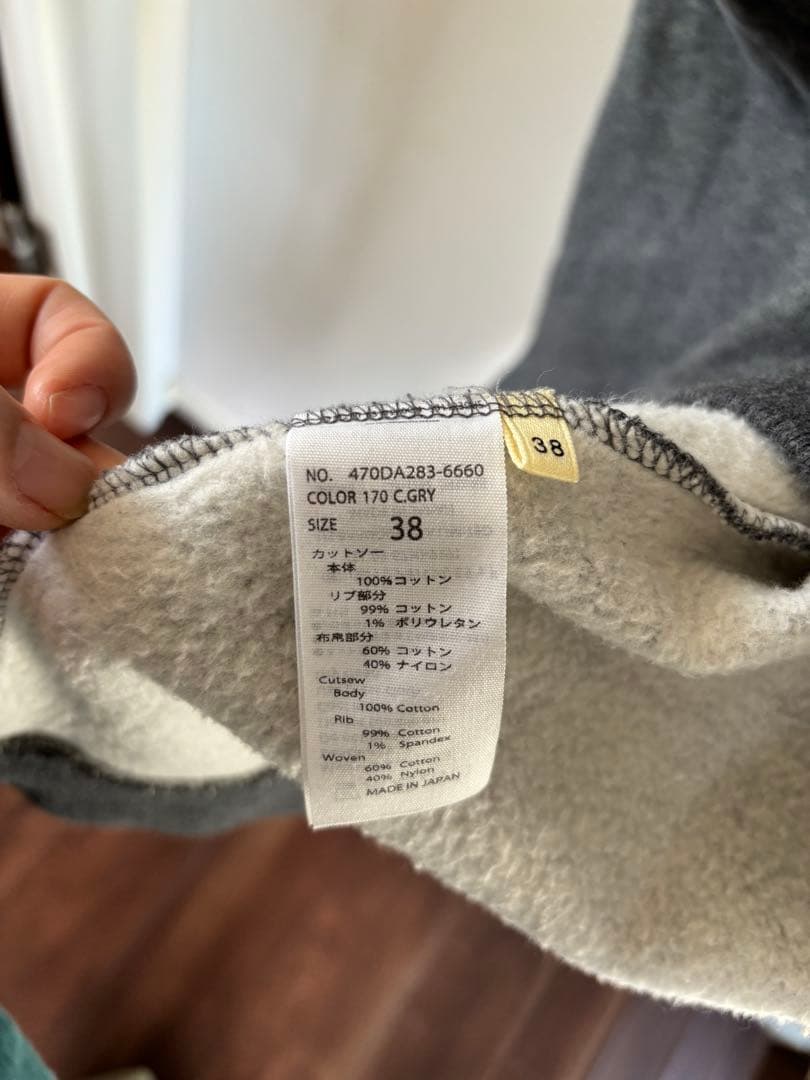 NO. 470DA283-6660
COLOR 170 C.GRY
SIZE 38
カットソー
本体
100%コットン
リブ部分
99% コットン
1% ポリウレタン
布帛部分
60% コットン
40% ナイロン
Cutsew
Body
100% Cotton
Rib
99% Cotton
1% Spandex
Woven
60% Cotton
40% Nylon
MADE IN JAPAN
38